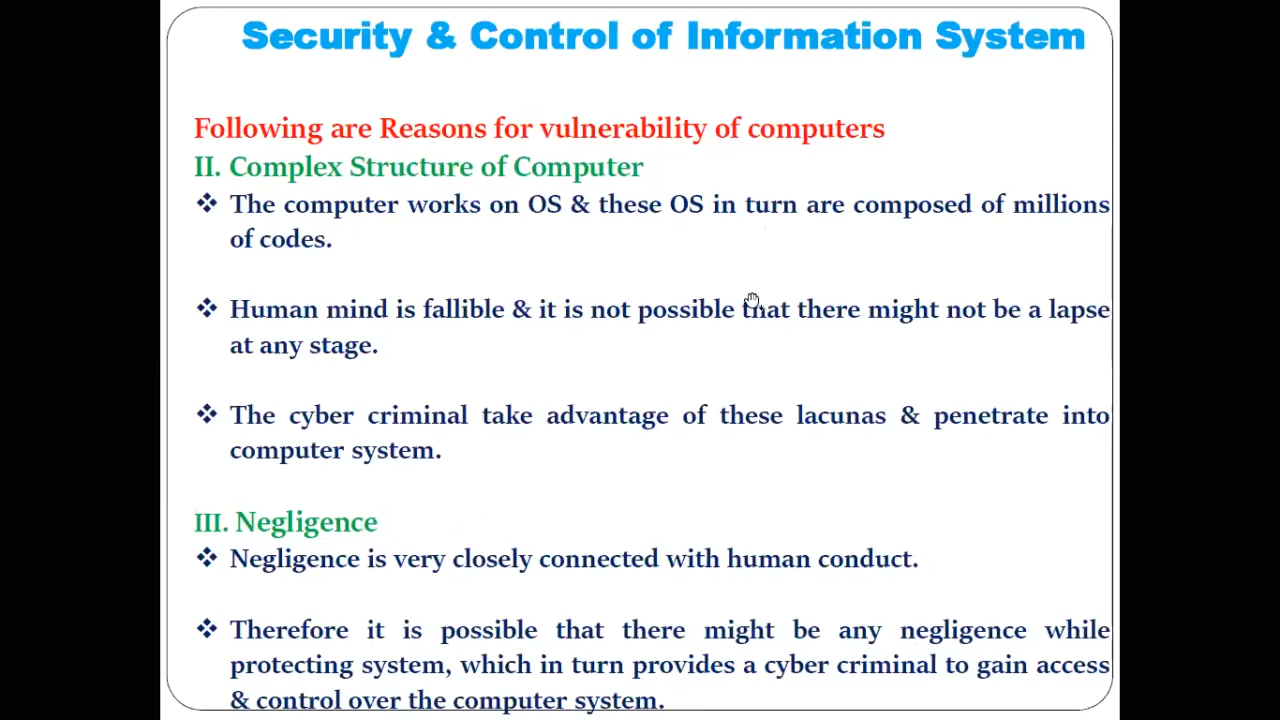 Security & Control of Information System
Following are Reasons for vulnerability of computers
II. Complex Structure of Computer
❖ The computer works on OS & these OS in turn are composed of millions
of codes.
❖ Human mind is fallible & it is not possible that there might not be a lapse
at any stage.
❖ The cyber criminal take advantage of these lacunas & penetrate into
computer system.
III. Negligence
❖ Negligence is very closely connected with human conduct.
❖ Therefore it is possible that there might be any negligence while
protecting system, which in turn provides a cyber criminal to gain access
& control over the computer system.